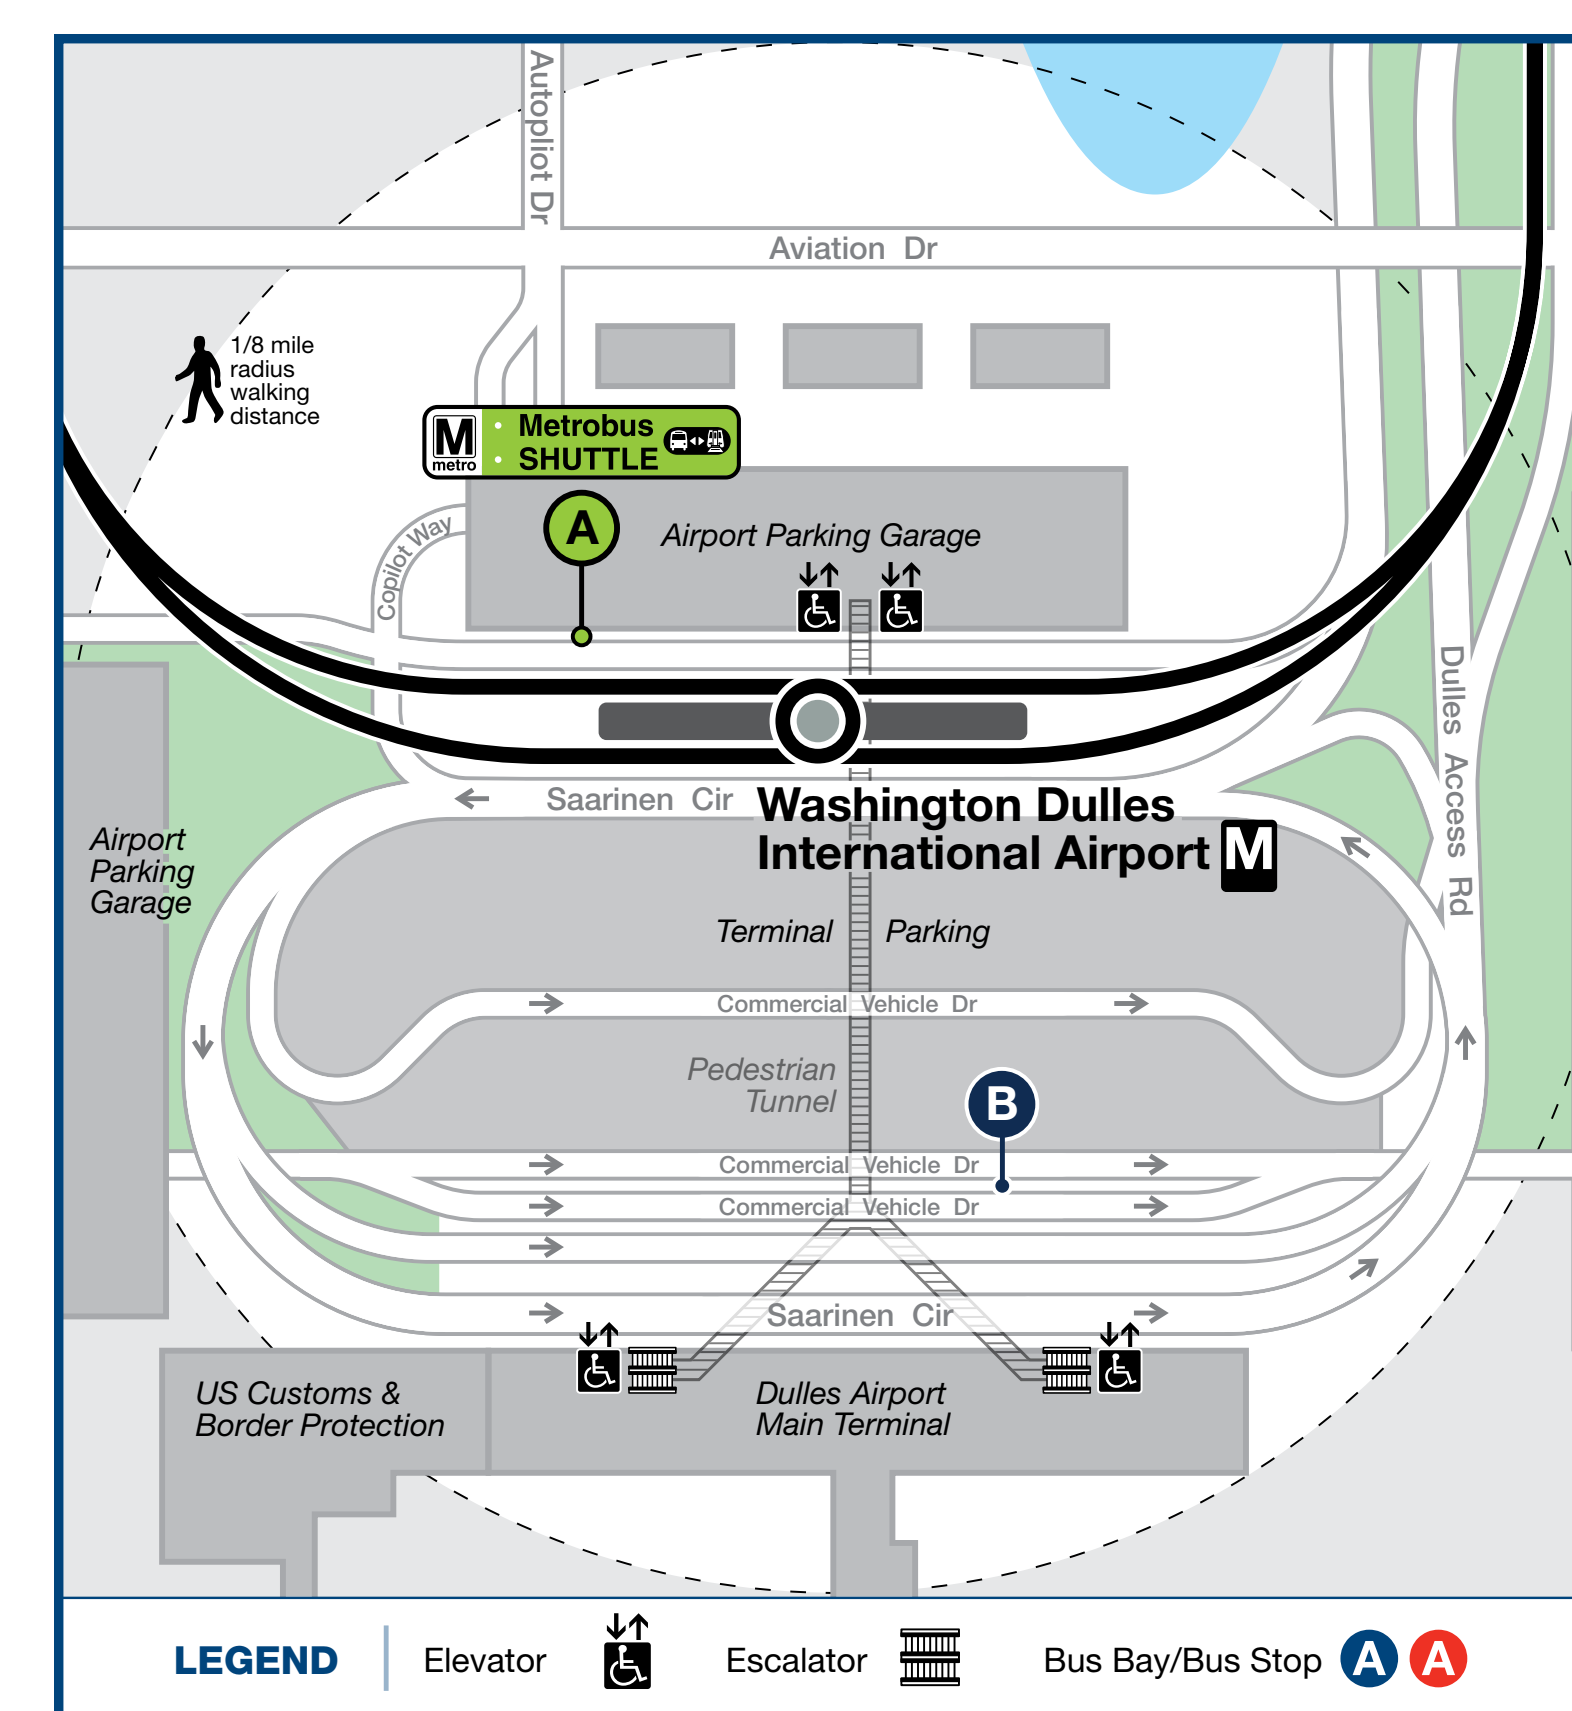 Autopliot Dr
Aviation Dr
1/8 mile
radius
walking
distance
M
metro
• Metrobus
• SHUTTLE
A
Airport Parking Garage
Copilot Way
Dulles Access Rd
Saarinen Cir
Washington Dulles
International Airport M
Airport
Parking
Garage
Terminal Parking
Commercial Vehicle Dr
Pedestrian
Tunnel
B
Commercial Vehicle Dr
Commercial Vehicle Dr
Saarinen Cir
US Customs &
Border Protection
Dulles Airport
Main Terminal
LEGEND Elevator Escalator Bus Bay/Bus Stop A A